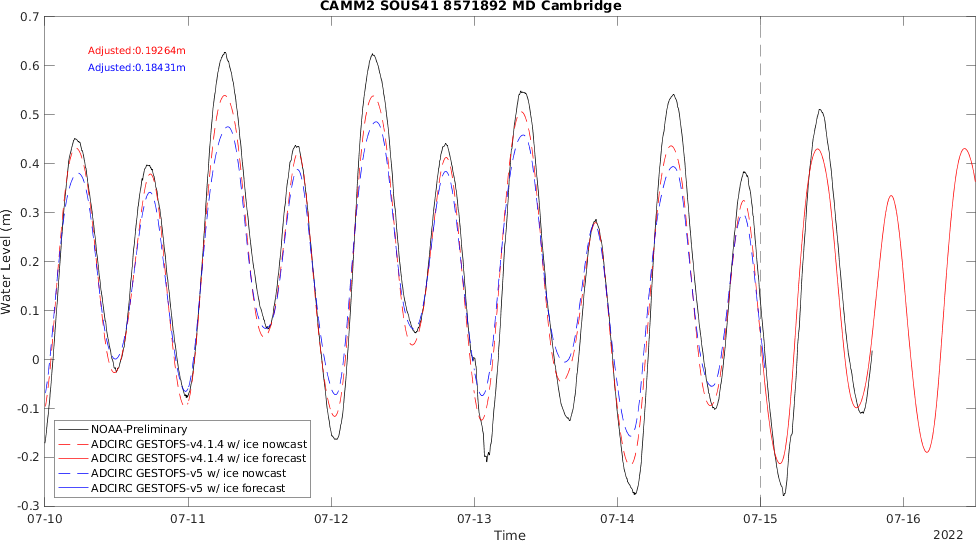 CAMM2 SOUS41 8571892 MD Cambridge
0.7
0.6
0.5
0.4
0.3
0.2
0.1
0
-0.1
-0.2
-0.3
Water Level (m)
Adjusted:0.19264m
Adjusted:0.18431m
NOAA-Preliminary
ADCIRC GESTOFS-v4.1.4 w/ ice nowcast
ADCIRC GESTOFS-v4.1.4 w/ ice forecast
ADCIRC GESTOFS-v5 w/ ice nowcast
ADCIRC GESTOFS-v5 w/ ice forecast
07-10 07-11 07-12 07-13 07-14 07-15 07-16
Time
2022